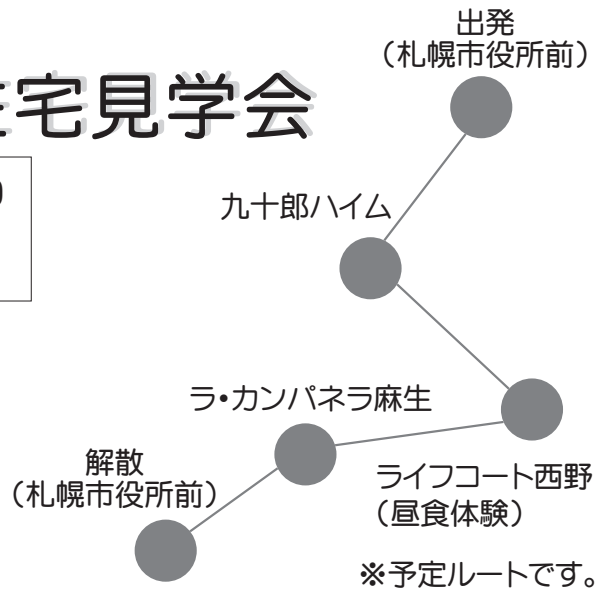 出発
（札幌市役所前）
宅見学会
九十郎ハイム
ラ・カンパネラ麻生
解散
（札幌市役所前）
ライフコート西野
（昼食体験）
※予定ルートです。